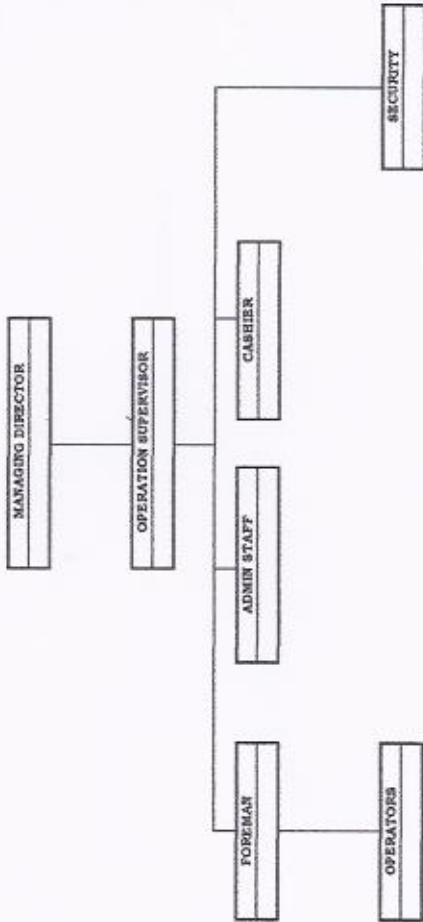 MANAGING DIRECTOR
OPERATION SUPERVISOR
FOREMAN
ADMIN STAFF
CASHIER
OPERATORS
SECURITY